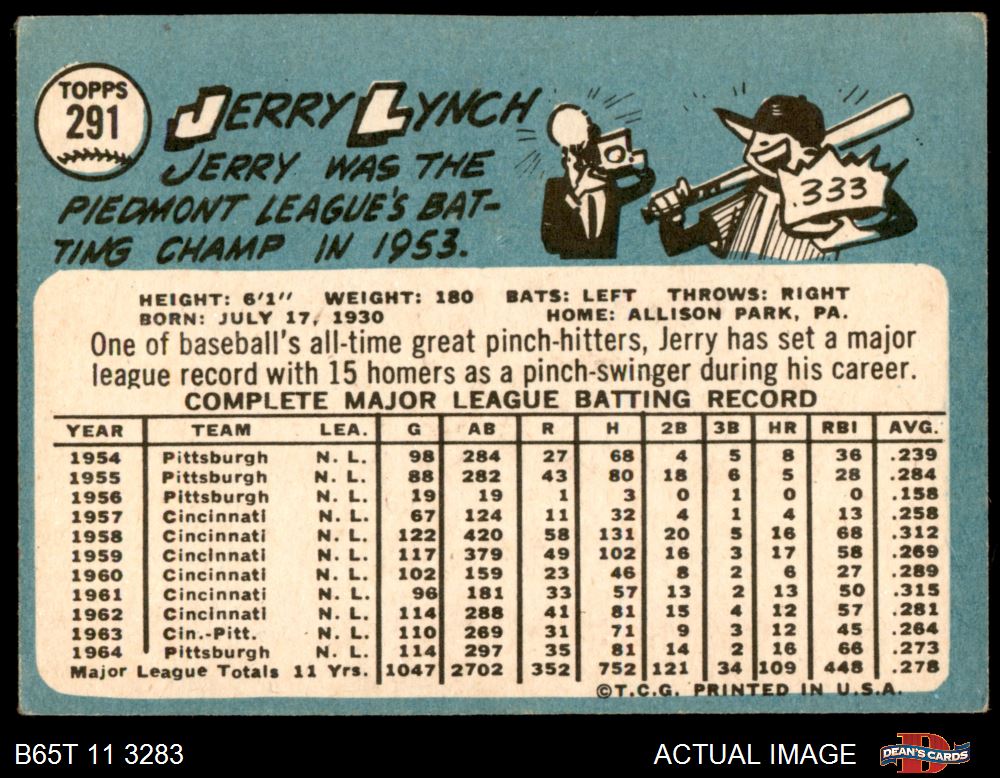 TOPPS
291
JERRY LYNCH
JERRY WAS THE
PIEDMONT LEAGUE'S BAT-
TING CHAMP IN 1953.
.333
HEIGHT: 6'1" WEIGHT: 180 BATS: LEFT THROWS: RIGHT
BORN: JULY 17, 1930 HOME: ALLISON PARK, PA.
One of baseball's all-time great pinch-hitters, Jerry has set a major
league record with 15 homers as a pinch-swinger during his career.
COMPLETE MAJOR LEAGUE BATTING RECORD
YEAR TEAM LEA. G AB R H 2B 3B HR RBI AVG.
1954 Pittsburgh N. L. 98 284 27 68 4 5 8 36 .239
1955 Pittsburgh N. L. 88 282 43 80 18 6 5 28 .284
1956 Pittsburgh N. L. 19 19 1 3 0 1 0 0 .158
1957 Cincinnati N. L. 67 124 11 32 4 1 4 13 .258
1958 Cincinnati N. L. 122 420 58 131 20 5 16 68 .312
1959 Cincinnati N. L. 117 379 49 102 16 3 17 58 .269
1960 Cincinnati N. L. 102 159 23 46 8 2 6 27 .289
1961 Cincinnati N. L. 96 181 33 57 13 2 13 50 .315
1962 Cincinnati N. L. 114 288 41 81 15 4 12 57 .281
1963 Cin.-Pitt. N. L. 110 269 31 71 9 3 12 45 .264
1964 Pittsburgh N. L. 114 297 35 81 14 2 16 66 .273
Major League Totals 11 Yrs. 1047 2702 352 752 121 34 109 448 .278
©T.C.G. PRINTED IN U.S.A.
B65T 11 3283 ACTUAL IMAGE DEAN'S CARDS